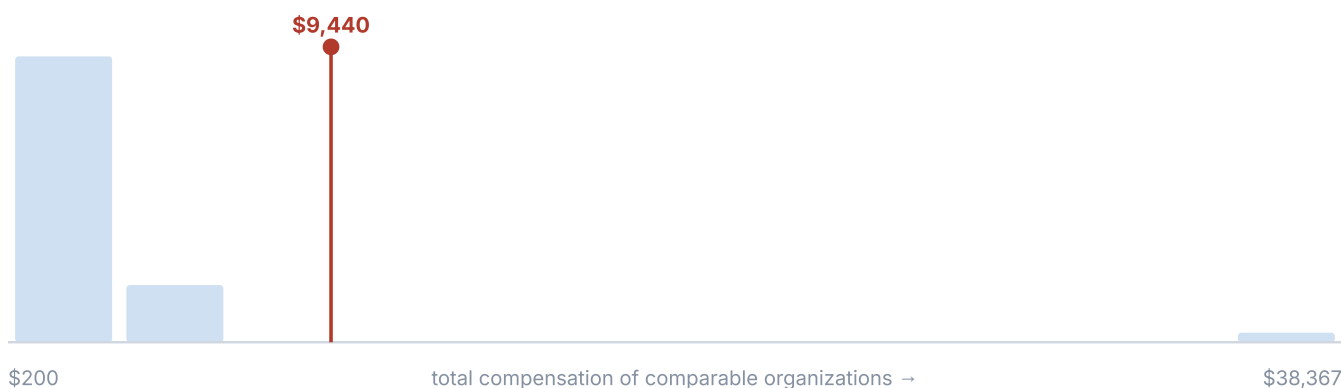 $9,440
$200 total compensation of comparable organizations → $38,367